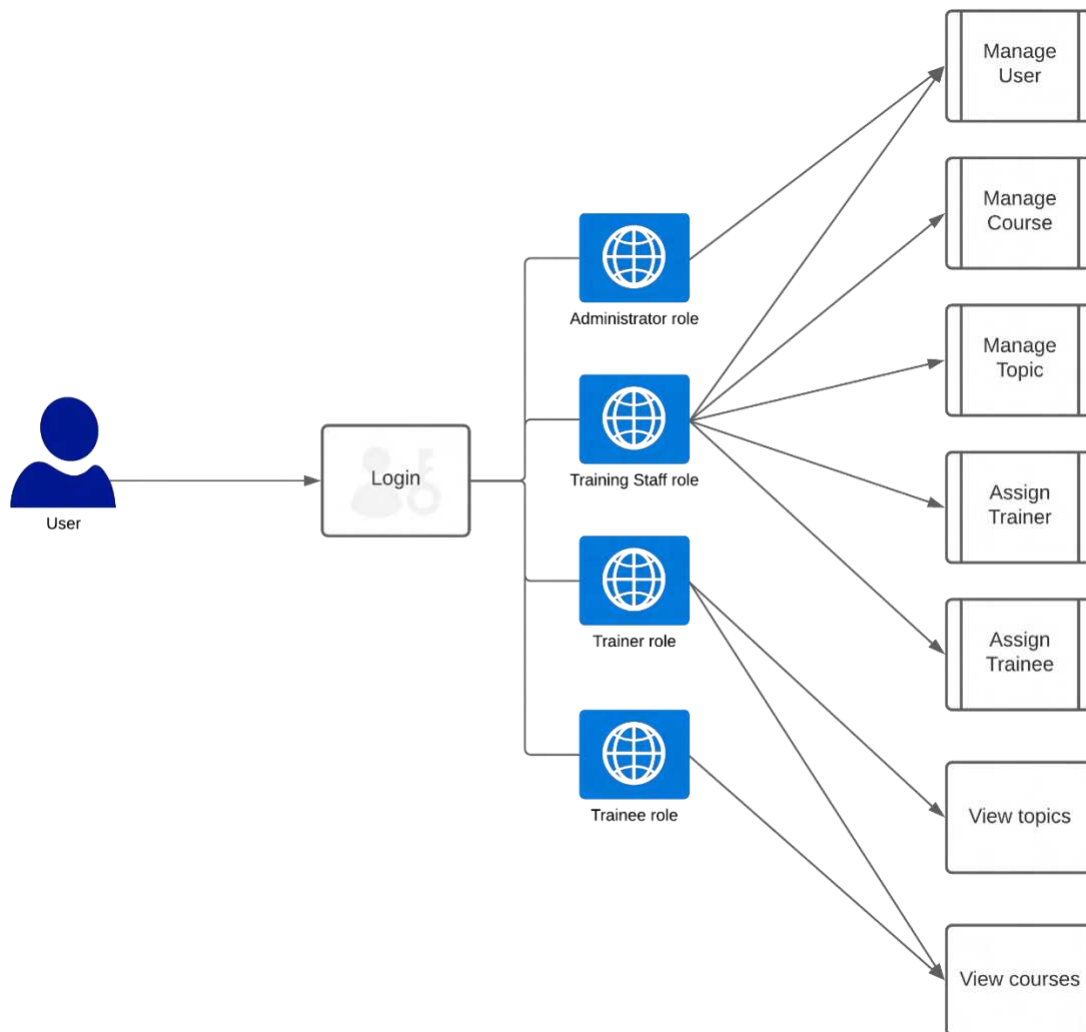 Manage
User
Manage
Course
Administrator role
Manage
Topic
Training Staff role
User
Login
Assign
Trainer
Trainer role
Assign
Trainee
Trainee role
View topics
View courses